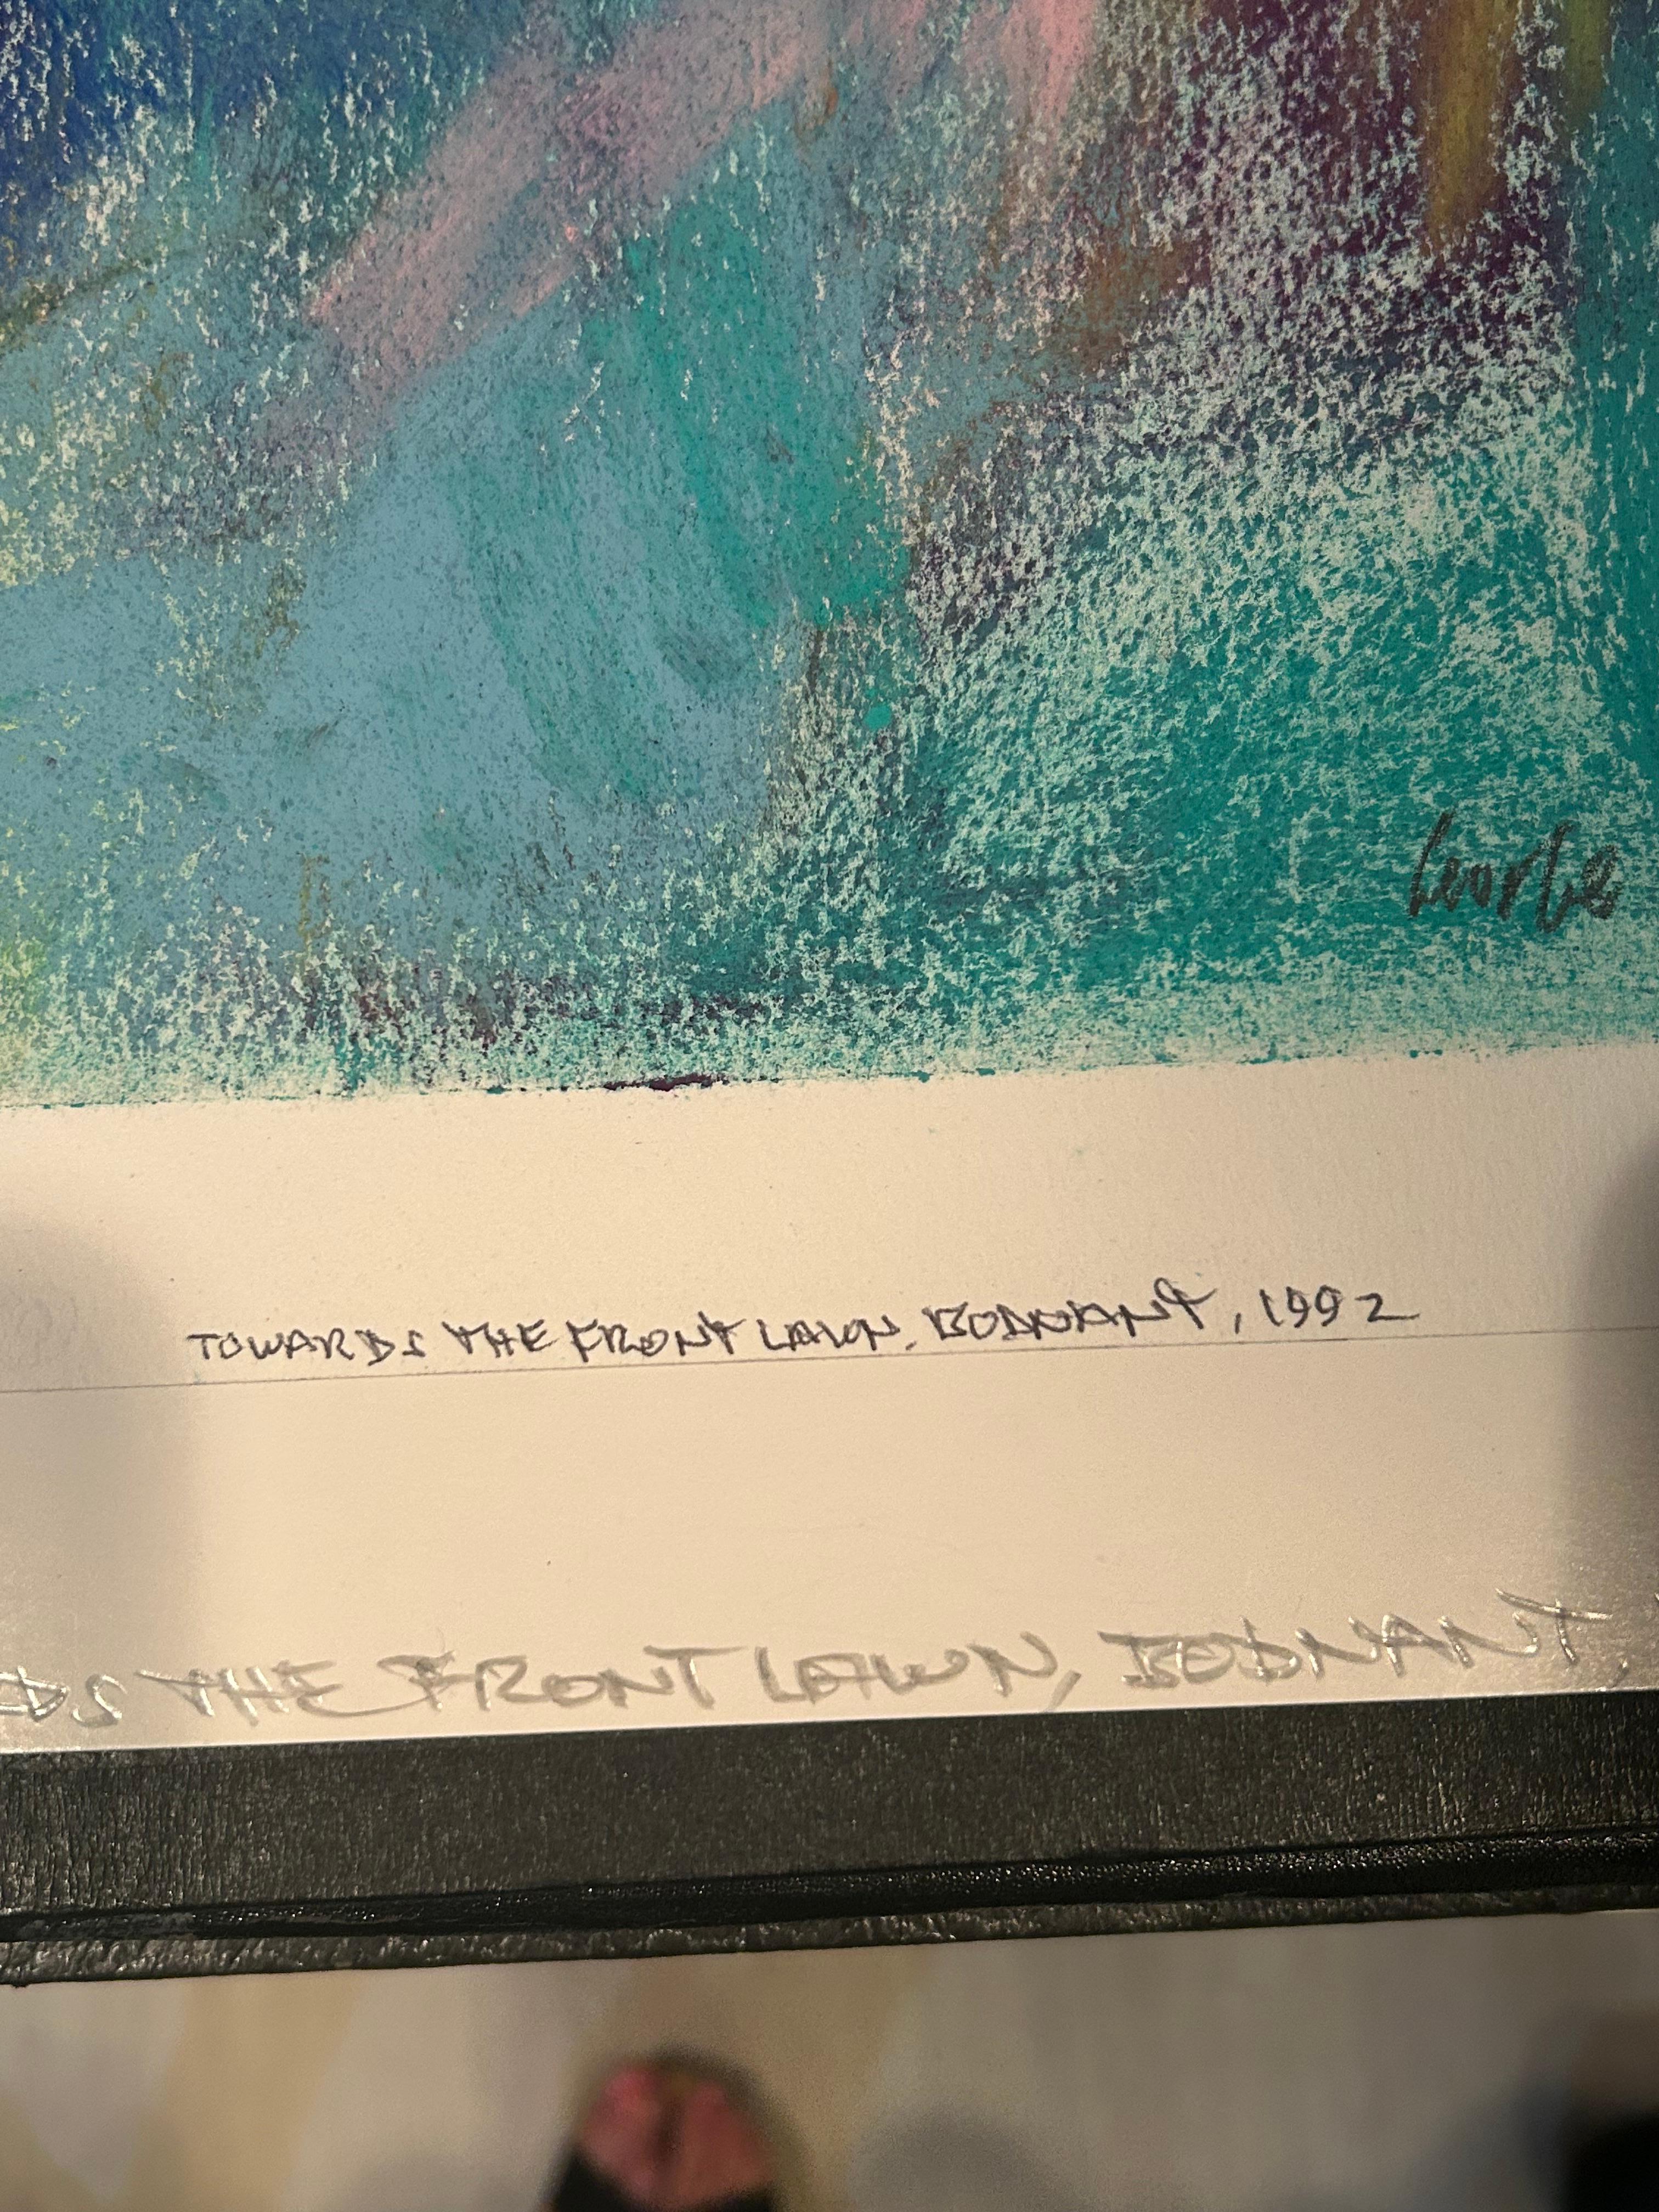 TOWARDS THE FRONT LAWN, BODNANT, 1992
DS THE FRONT LAWN, BODNANT,